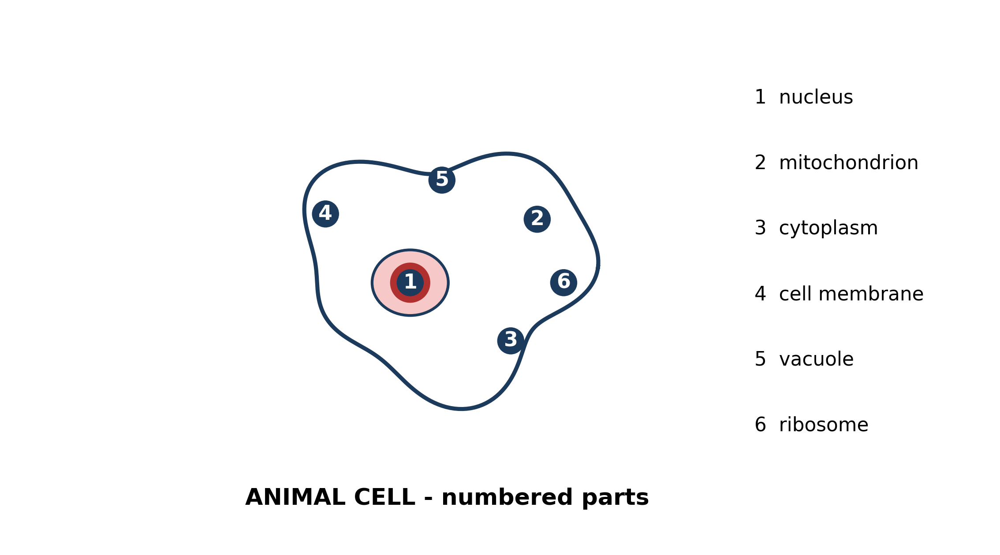 5
4
2
1
6
3
1 nucleus
2 mitochondrion
3 cytoplasm
4 cell membrane
5 vacuole
6 ribosome
ANIMAL CELL - numbered parts